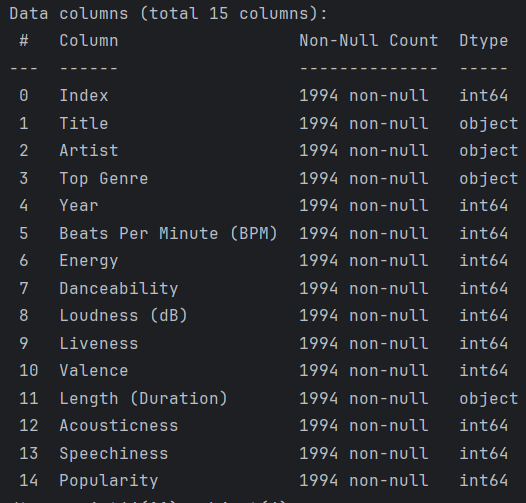 Data columns (total 15 columns):
#   Column   Non-Null Count   Dtype
---  ------  --------------  -----
0   Index   1994 non-null   int64
1   Title   1994 non-null   object
2   Artist   1994 non-null   object
3   Top Genre   1994 non-null   object
4   Year   1994 non-null   int64
5   Beats Per Minute (BPM)   1994 non-null   int64
6   Energy   1994 non-null   int64
7   Danceability   1994 non-null   int64
8   Loudness (dB)   1994 non-null   int64
9   Liveness   1994 non-null   int64
10  Valence   1994 non-null   int64
11  Length (Duration)   1994 non-null   object
12  Acousticness   1994 non-null   int64
13  Speechiness   1994 non-null   int64
14  Popularity   1994 non-null   int64